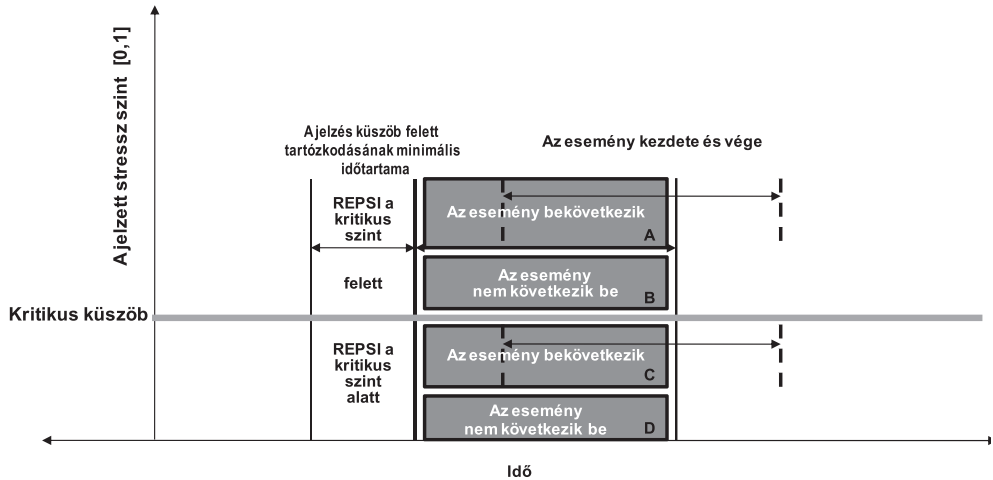 A jelzett stressz szint [0,1]
A jelzés küszöb felett
tartózkodásának minimális
időtartama
Az esemény kezdete és vége
REPSI a
kritikus
szint
felett
Az esemény bekövetkezik
A
Az esemény
nem következik be
B
Kritikus küszöb
REPSI a
kritikus
szint
alatt
Az esemény bekövetkezik
C
Az esemény
nem következik be
D
Idő